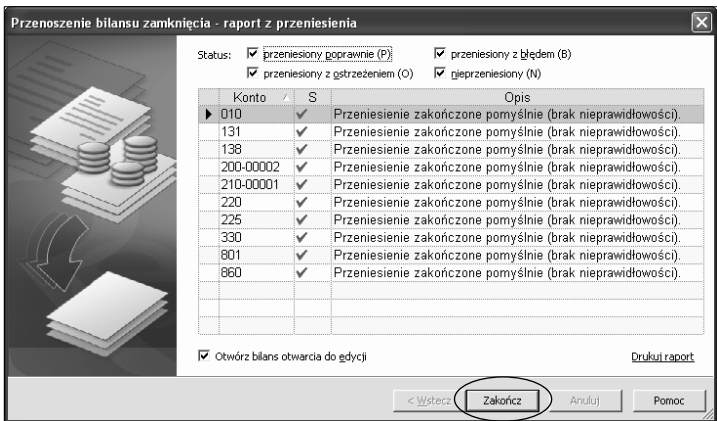 Przenoszenie bilansu zamknięcia - raport z przeniesienia
Status: przeniesiony poprawnie (P) przeniesiony z błędem (B)
przeniesiony z ostrzeżeniem (O) nieprzeniesiony (N)
Konto S Opis
010 Przeniesienie zakończone pomyślnie (brak nieprawidłowości).
131 Przeniesienie zakończone pomyślnie (brak nieprawidłowości).
138 Przeniesienie zakończone pomyślnie (brak nieprawidłowości).
200-00002 Przeniesienie zakończone pomyślnie (brak nieprawidłowości).
210-00001 Przeniesienie zakończone pomyślnie (brak nieprawidłowości).
220 Przeniesienie zakończone pomyślnie (brak nieprawidłowości).
225 Przeniesienie zakończone pomyślnie (brak nieprawidłowości).
330 Przeniesienie zakończone pomyślnie (brak nieprawidłowości).
801 Przeniesienie zakończone pomyślnie (brak nieprawidłowości).
860 Przeniesienie zakończone pomyślnie (brak nieprawidłowości).
Otwórz bilans otwarcia do edycji Drukuj raport
< Wstecz Zakończ Anuluj Pomoc